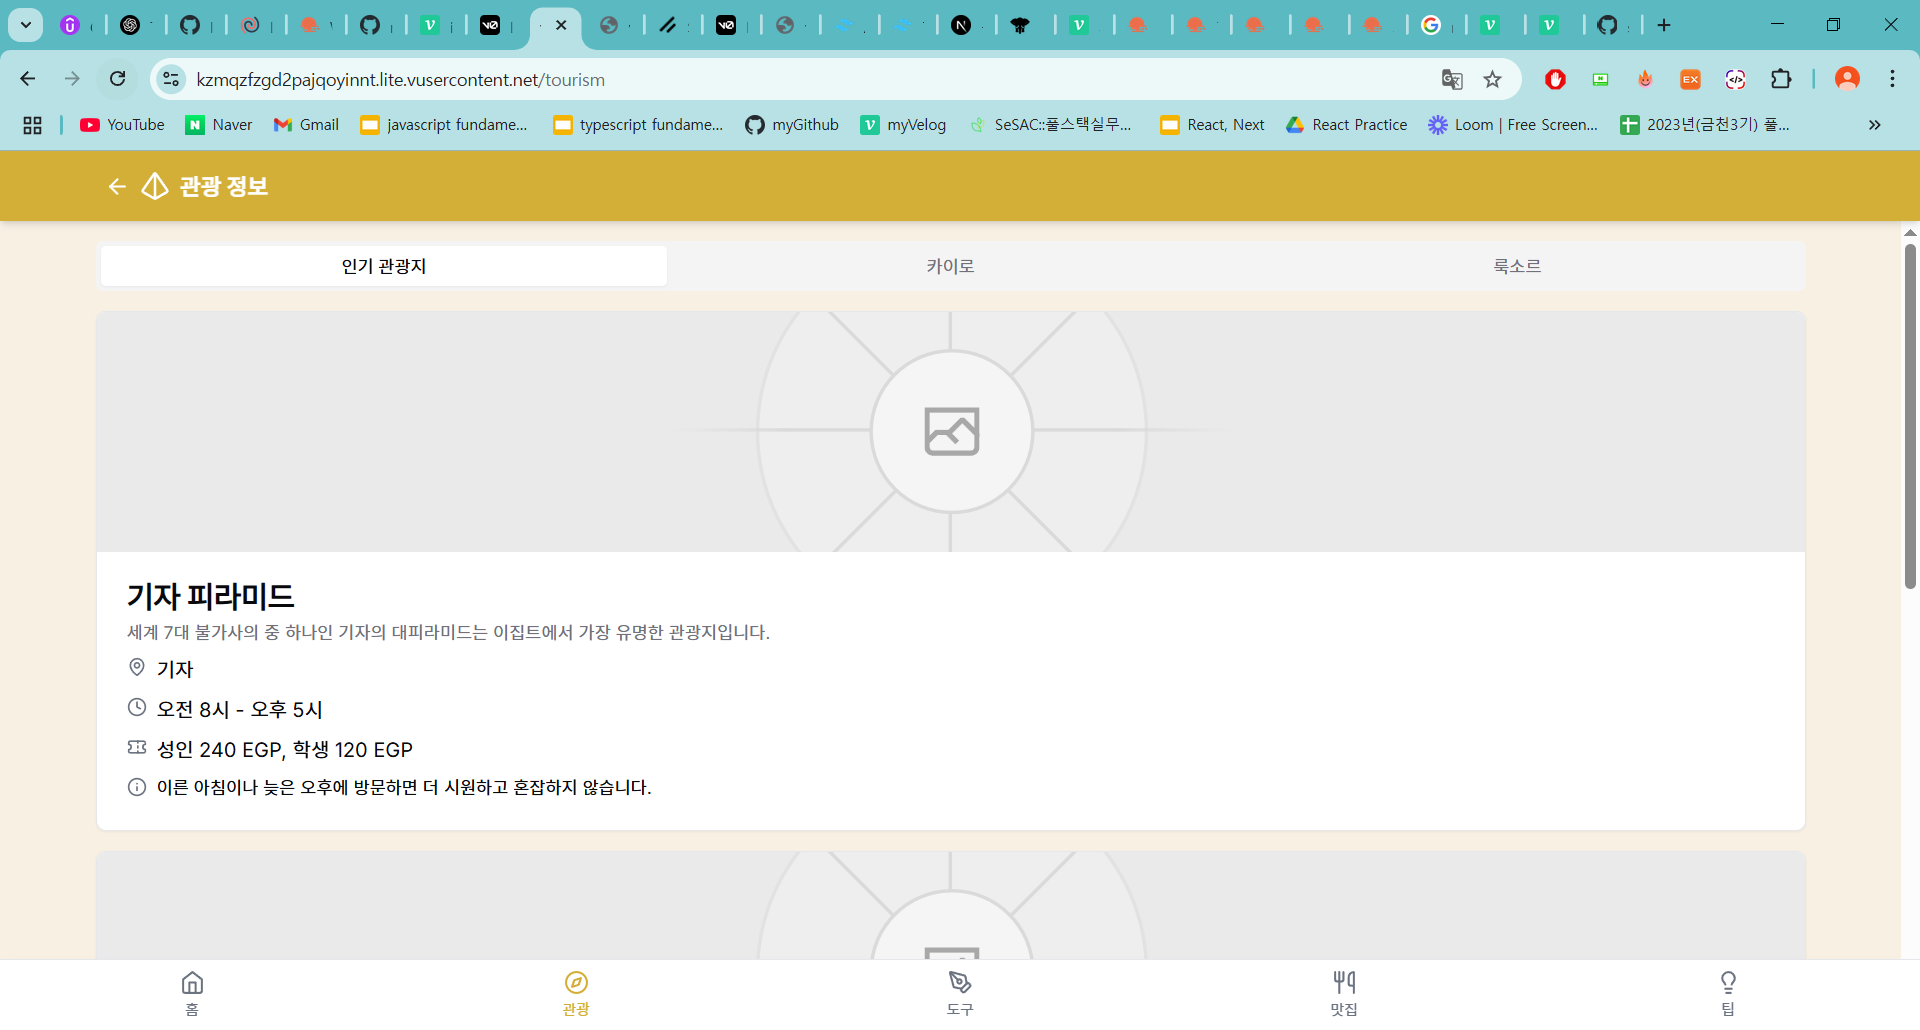 kzmqzfzgd2pajqoyinnt.lite.vusercontent.net/tourism
YouTube
Naver
Gmail
javascript fundame...
typescript fundame...
myGithub
myVelog
SeSAC::풀스택실무...
React, Next
React Practice
Loom | Free Screen...
2023년(금천3기) 풀...
관광 정보
인기 관광지
카이로
룩소르
기자 피라미드
세계 7대 불가사의 중 하나인 기자의 대피라미드는 이집트에서 가장 유명한 관광지입니다.
기자
오전 8시 - 오후 5시
성인 240 EGP, 학생 120 EGP
이른 아침이나 늦은 오후에 방문하면 더 시원하고 혼잡하지 않습니다.
홈
관광
도구
맛집
팁